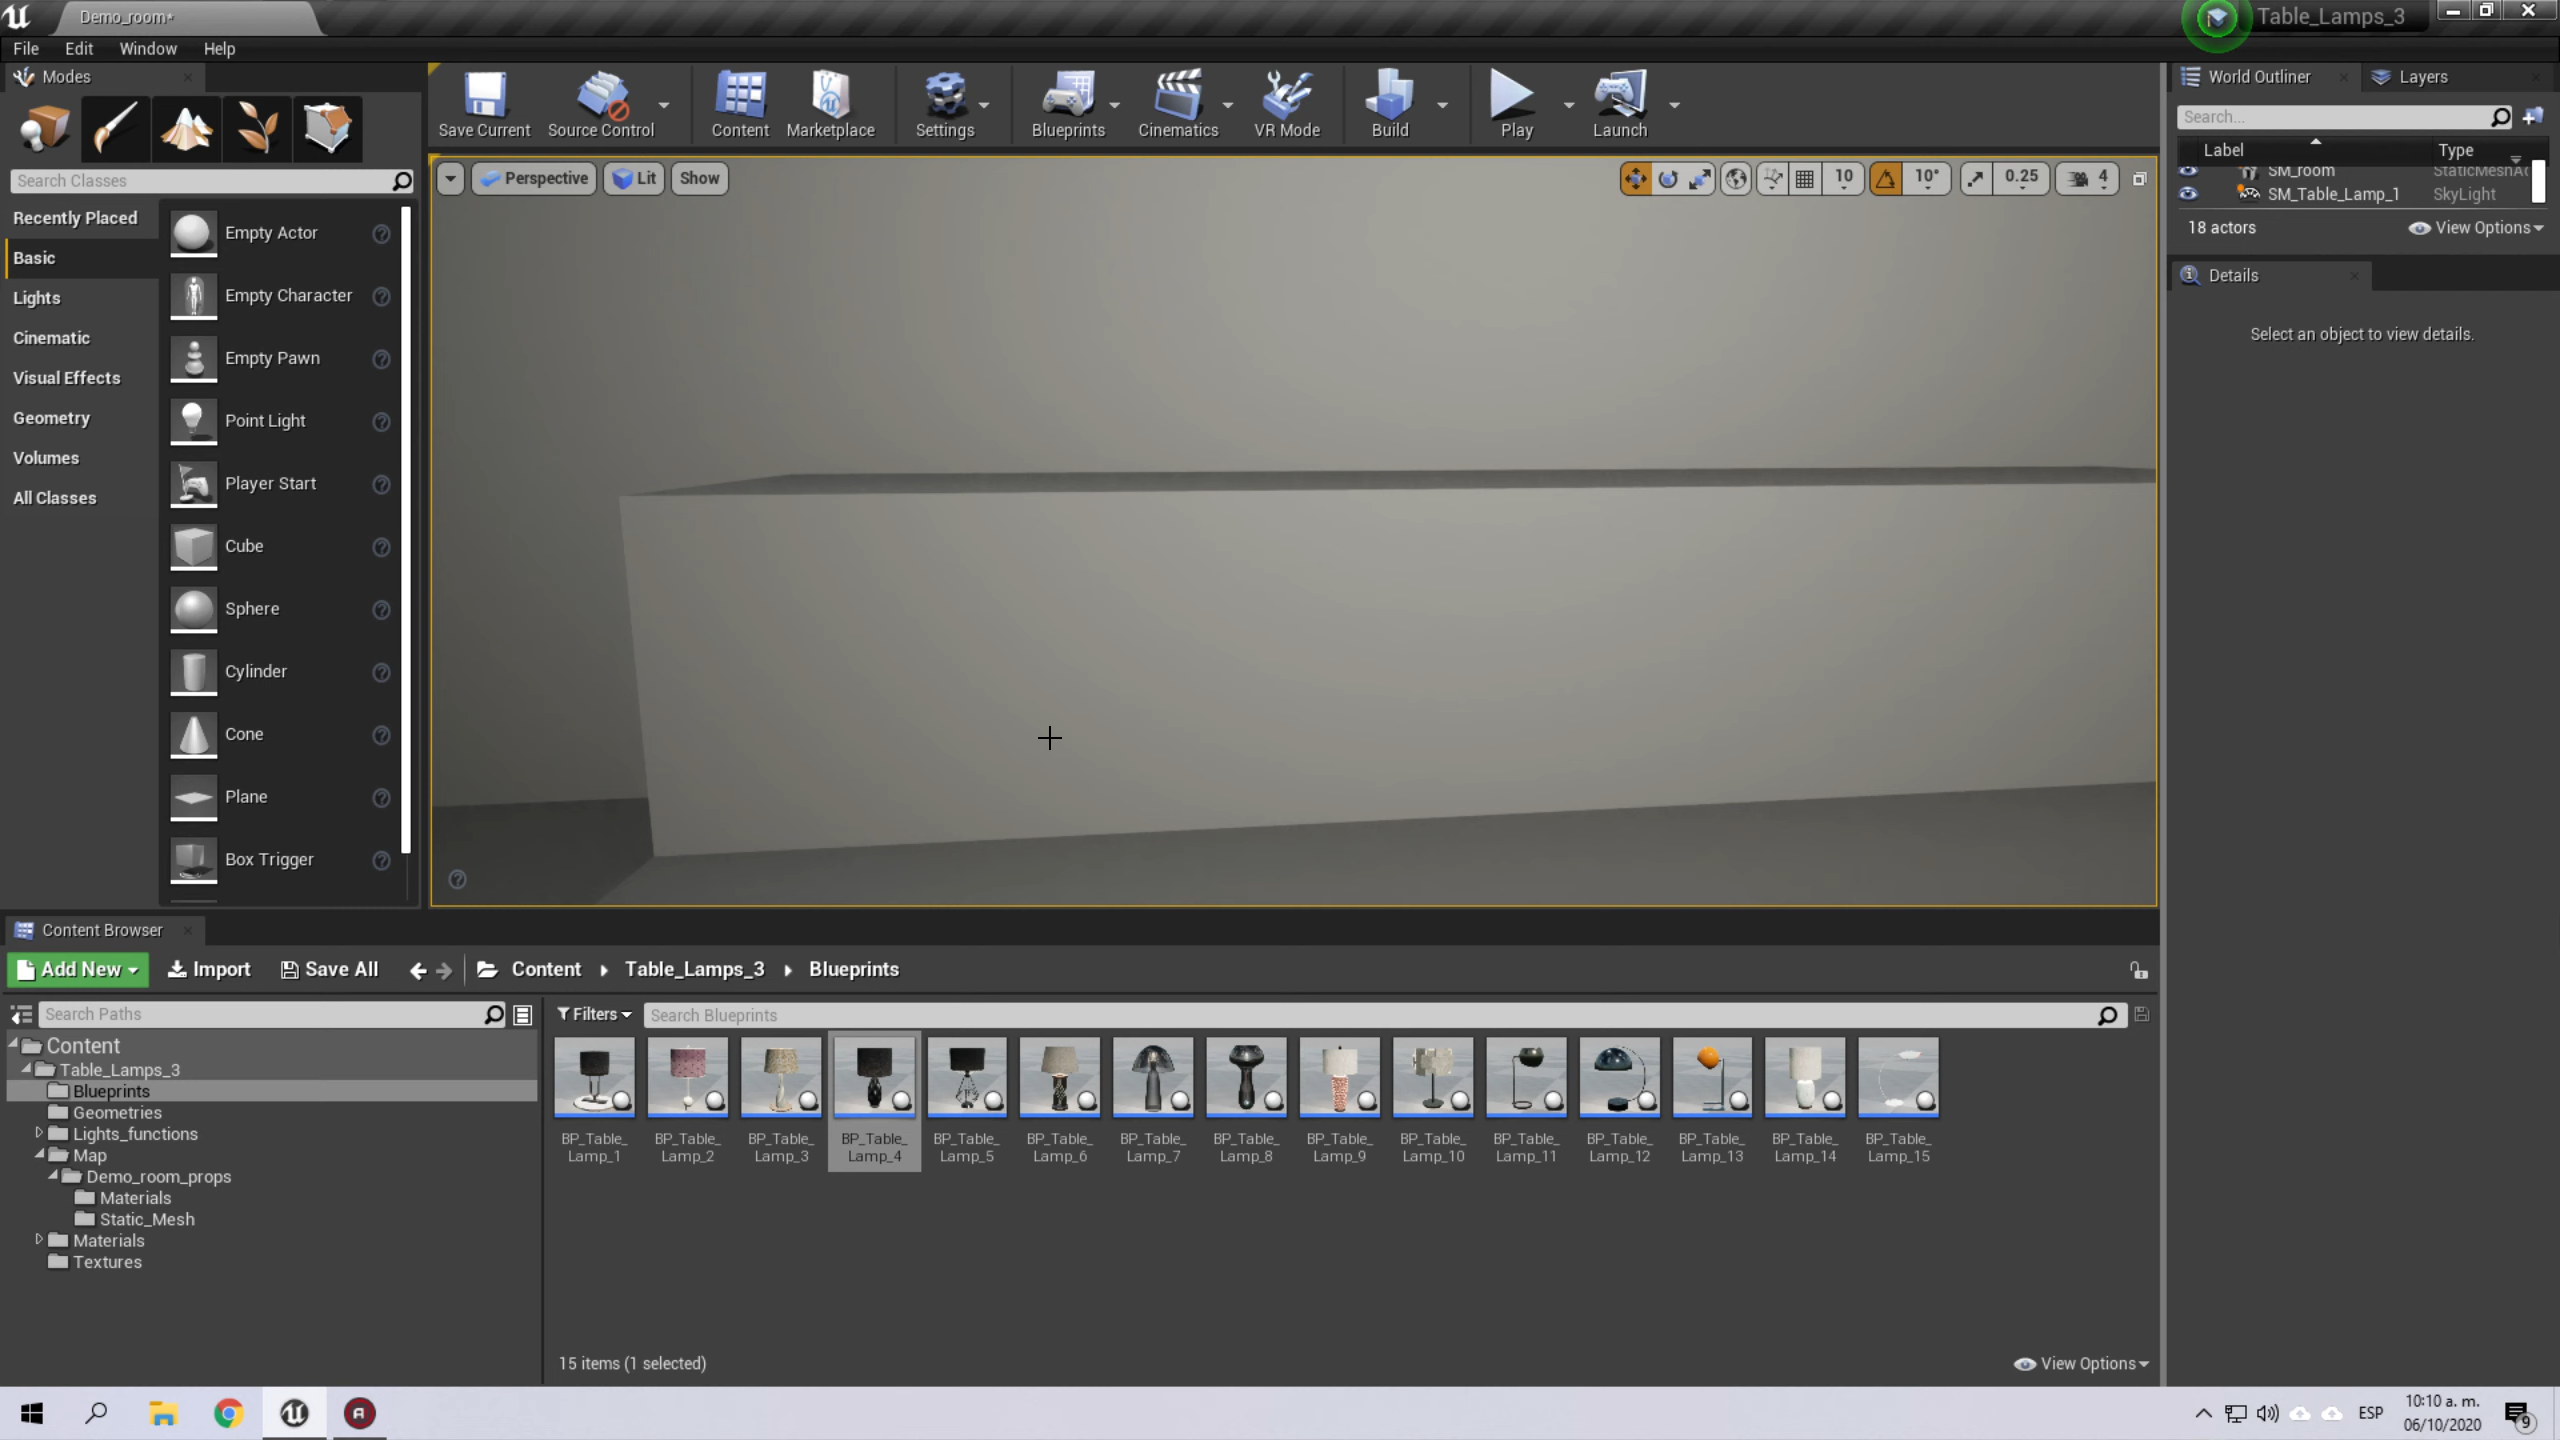 Demo_room*
Table_Lamps_3
File
Edit
Window
Help
Modes
Save Current
Source Control
Content
Marketplace
Settings
Blueprints
Cinematics
VR Mode
Build
Play
Launch
World Outliner
Layers
Search...
Label
Type
SM_room
SM_Table_Lamp_1
SkyLight
18 actors
View Options
Details
Select an object to view details.
Search Classes
Recently Placed
Basic
Lights
Cinematic
Visual Effects
Geometry
Volumes
All Classes
Empty Actor
Empty Character
Empty Pawn
Point Light
Player Start
Cube
Sphere
Cylinder
Cone
Plane
Box Trigger
Perspective
Lit
Show
10
10°
0.25
4
Content Browser
Add New
Import
Save All
Content
Table_Lamps_3
Blueprints
Search Paths
Filters
Search Blueprints
Content
Table_Lamps_3
Blueprints
Geometries
Lights_functions
Map
Demo_room_props
Materials
Static_Mesh
Materials
Textures
BP_Table_
Lamp_1
BP_Table_
Lamp_2
BP_Table_
Lamp_3
BP_Table_
Lamp_4
BP_Table_
Lamp_5
BP_Table_
Lamp_6
BP_Table_
Lamp_7
BP_Table_
Lamp_8
BP_Table_
Lamp_9
BP_Table_
Lamp_10
BP_Table_
Lamp_11
BP_Table_
Lamp_12
BP_Table_
Lamp_13
BP_Table_
Lamp_14
BP_Table_
Lamp_15
15 items (1 selected)
View Options
ESP
10:10 a. m.
06/10/2020
9